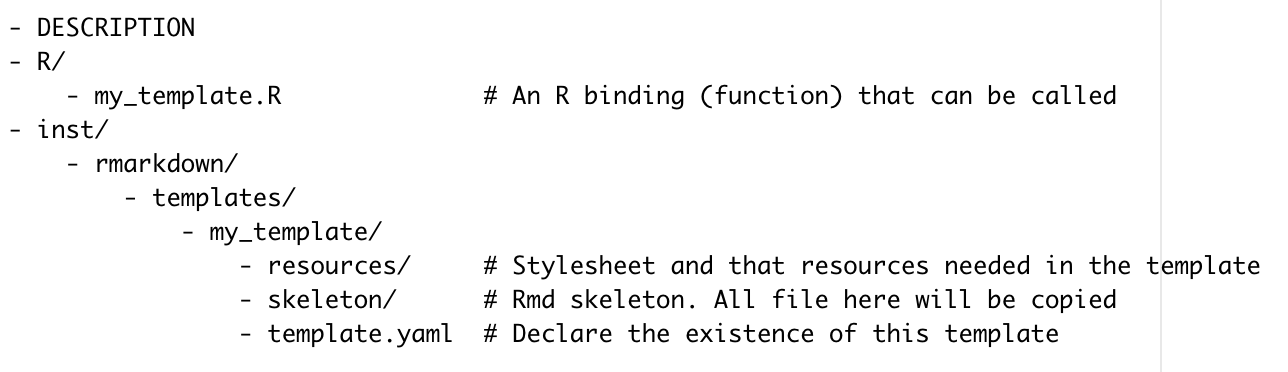 - DESCRIPTION
- R/
    - my_template.R              # An R binding (function) that can be called
- inst/
    - rmarkdown/
        - templates/
            - my_template/
                - resources/     # Stylesheet and that resources needed in the template
                - skeleton/      # Rmd skeleton. All file here will be copied
                - template.yaml  # Declare the existence of this template